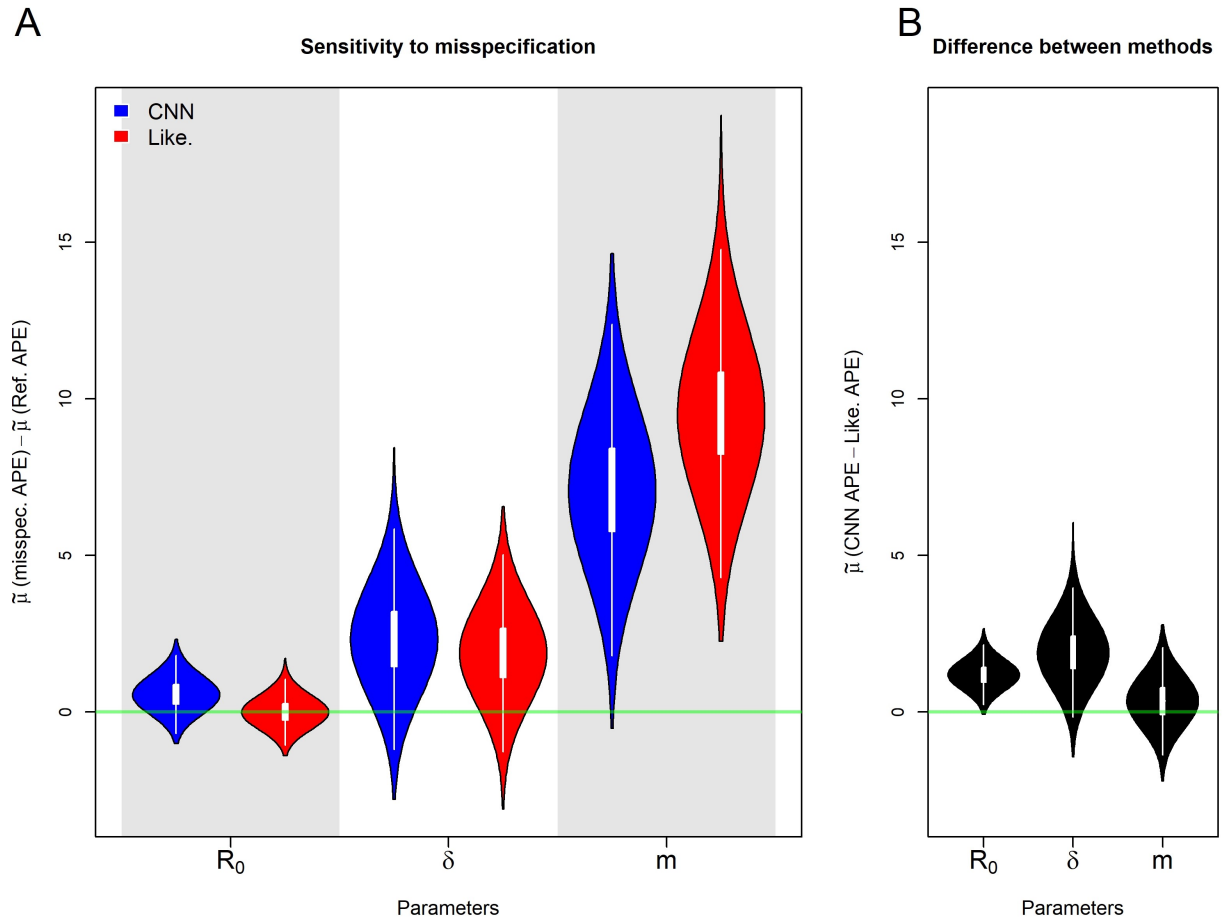 A
Sensitivity to misspecification
CNN
Like.
μ̃ (misspec. APE) − μ̃ (Ref. APE)
15
10
5
0
R₀
δ
m
Parameters
B
Difference between methods
μ̃ (CNN APE − Like. APE)
15
10
5
0
R₀
δ
m
Parameters